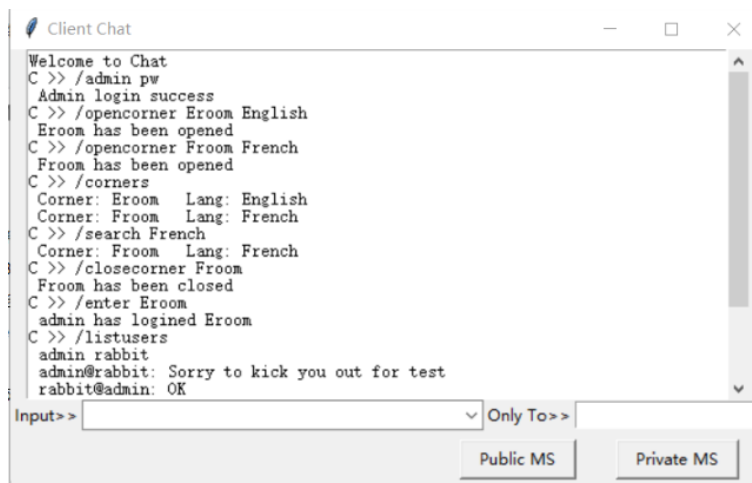 Client Chat
Welcome to Chat
C >> /admin pw
Admin login success
C >> /opencorner Eroom English
Eroom has been opened
C >> /opencorner Froom French
Froom has been opened
C >> /corners
Corner: Eroom Lang: English
Corner: Froom Lang: French
C >> /search French
Corner: Froom Lang: French
C >> /closecorner Froom
Froom has been closed
C >> /enter Eroom
admin has logined Eroom
C >> /listusers
admin rabbit
admin@rabbit: Sorry to kick you out for test
rabbit@admin: OK
Input>> Only To>>
Public MS Private MS